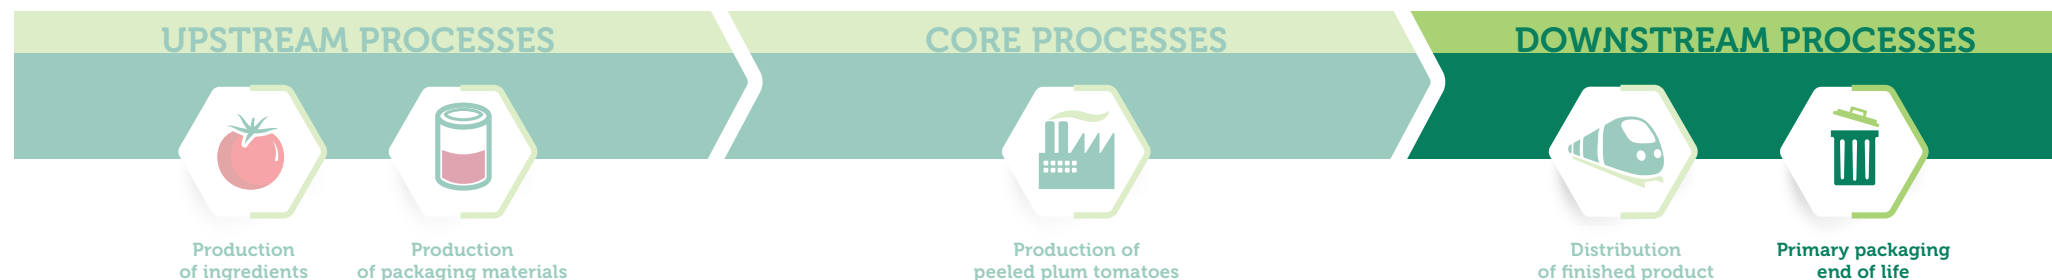 UPSTREAM PROCESSES
CORE PROCESSES
DOWNSTREAM PROCESSES
Production
of ingredients
Production
of packaging materials
Production of
peeled plum tomatoes
Distribution
of finished product
Primary packaging
end of life